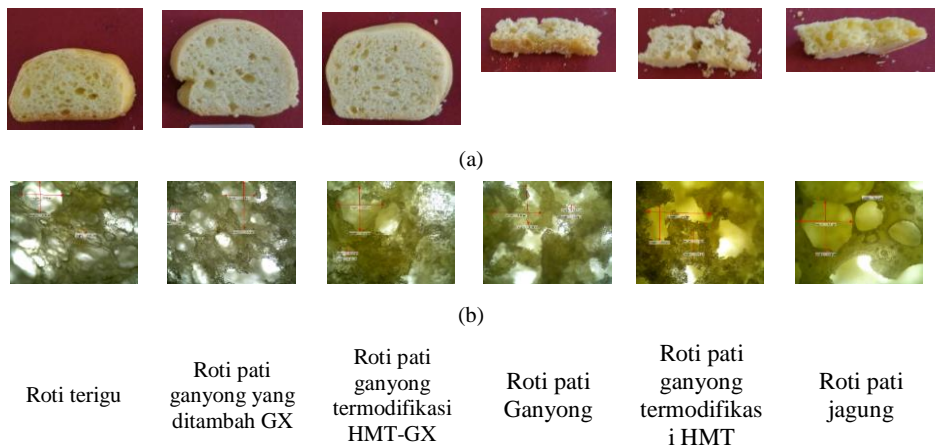 (a)
(b)
Roti terigu
Roti pati
ganyong yang
ditambah GX
Roti pati
ganyong
termodifikasi
HMT-GX
Roti pati
Ganyong
Roti pati
ganyong
termodifikas
i HMT
Roti pati
jagung